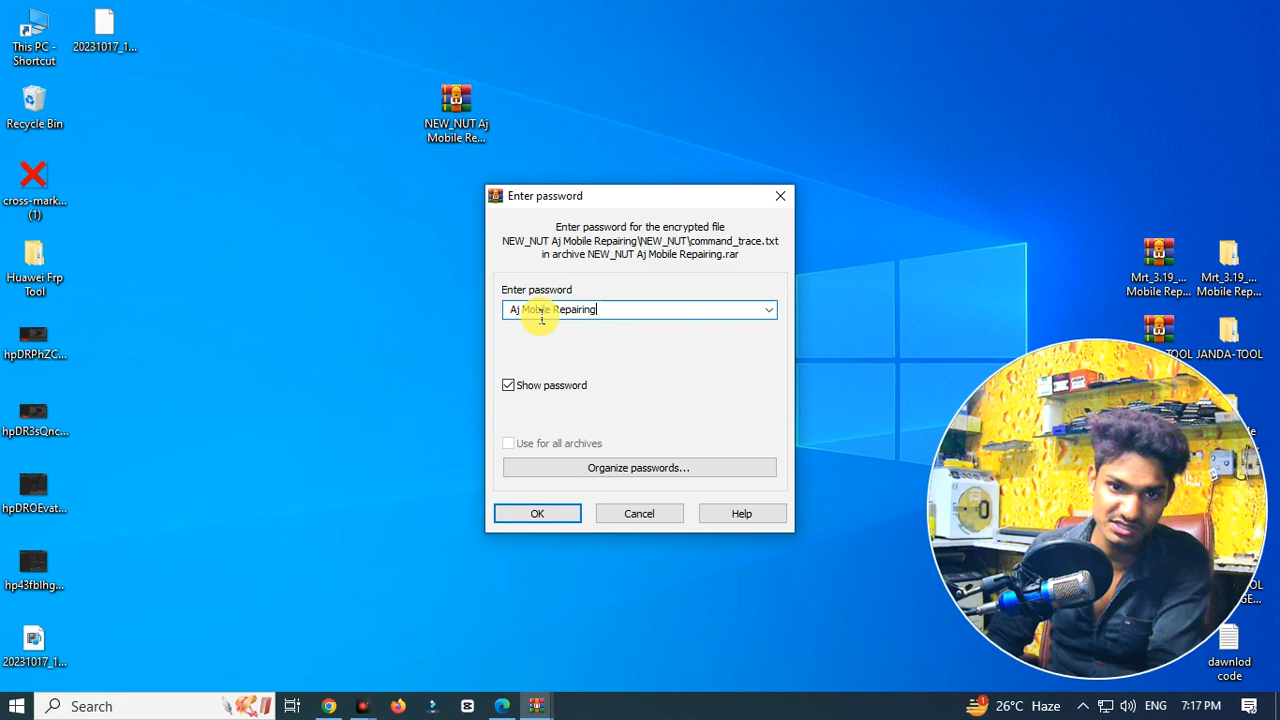 This PC -
Shortcut
20231017_1...
Recycle Bin
NEW_NUT Aj
Mobile Re...
cross-mark...
(1)
Huawei Frp
Tool
hpDRPhZC...
hpDR3sQnc...
hpDROEvat...
hp43fblhg...
20231017_1...
Enter password
Enter password for the encrypted file
NEW_NUT Aj Mobile Repairing\NEW_NUT\command_trace.txt
in archive NEW_NUT Aj Mobile Repairing.rar
Enter password
Aj Mobile Repairing
Show password
Use for all archives
Organize passwords...
OK
Cancel
Help
Mrt_3.19_...
Mobile Rep...
Mrt_3.19_...
Mobile Rep...
JANDA-TOOL
dawnlod
code
Search
1
26°C Haze
ENG
7:17 PM